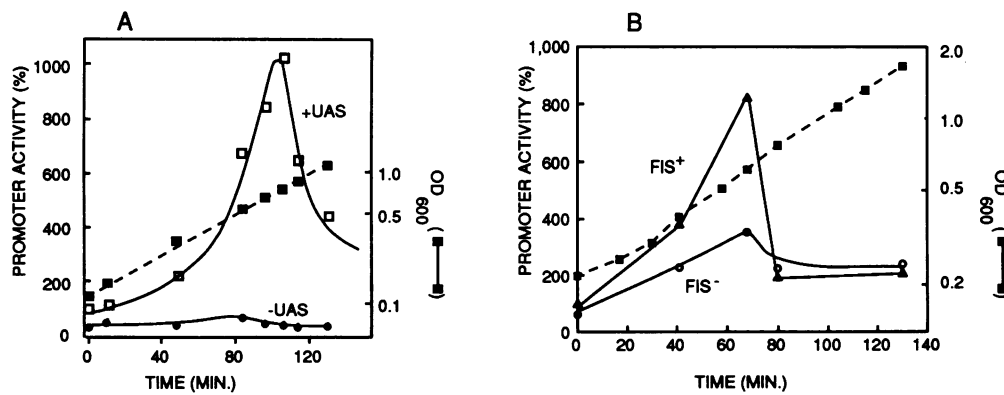 A
PROMOTER ACTIVITY (%)
1000
800
600
400
200
0
+UAS
-UAS
1.0
0.5
0.1
OD 600 ( )
0 40 80 120
TIME (MIN.)
B
PROMOTER ACTIVITY (%)
1,000
800
600
400
200
0
FIS+
FIS-
2.0
1.0
0.5
0.2
OD 600 ( )
0 20 40 60 80 100 120 140
TIME (MIN.)